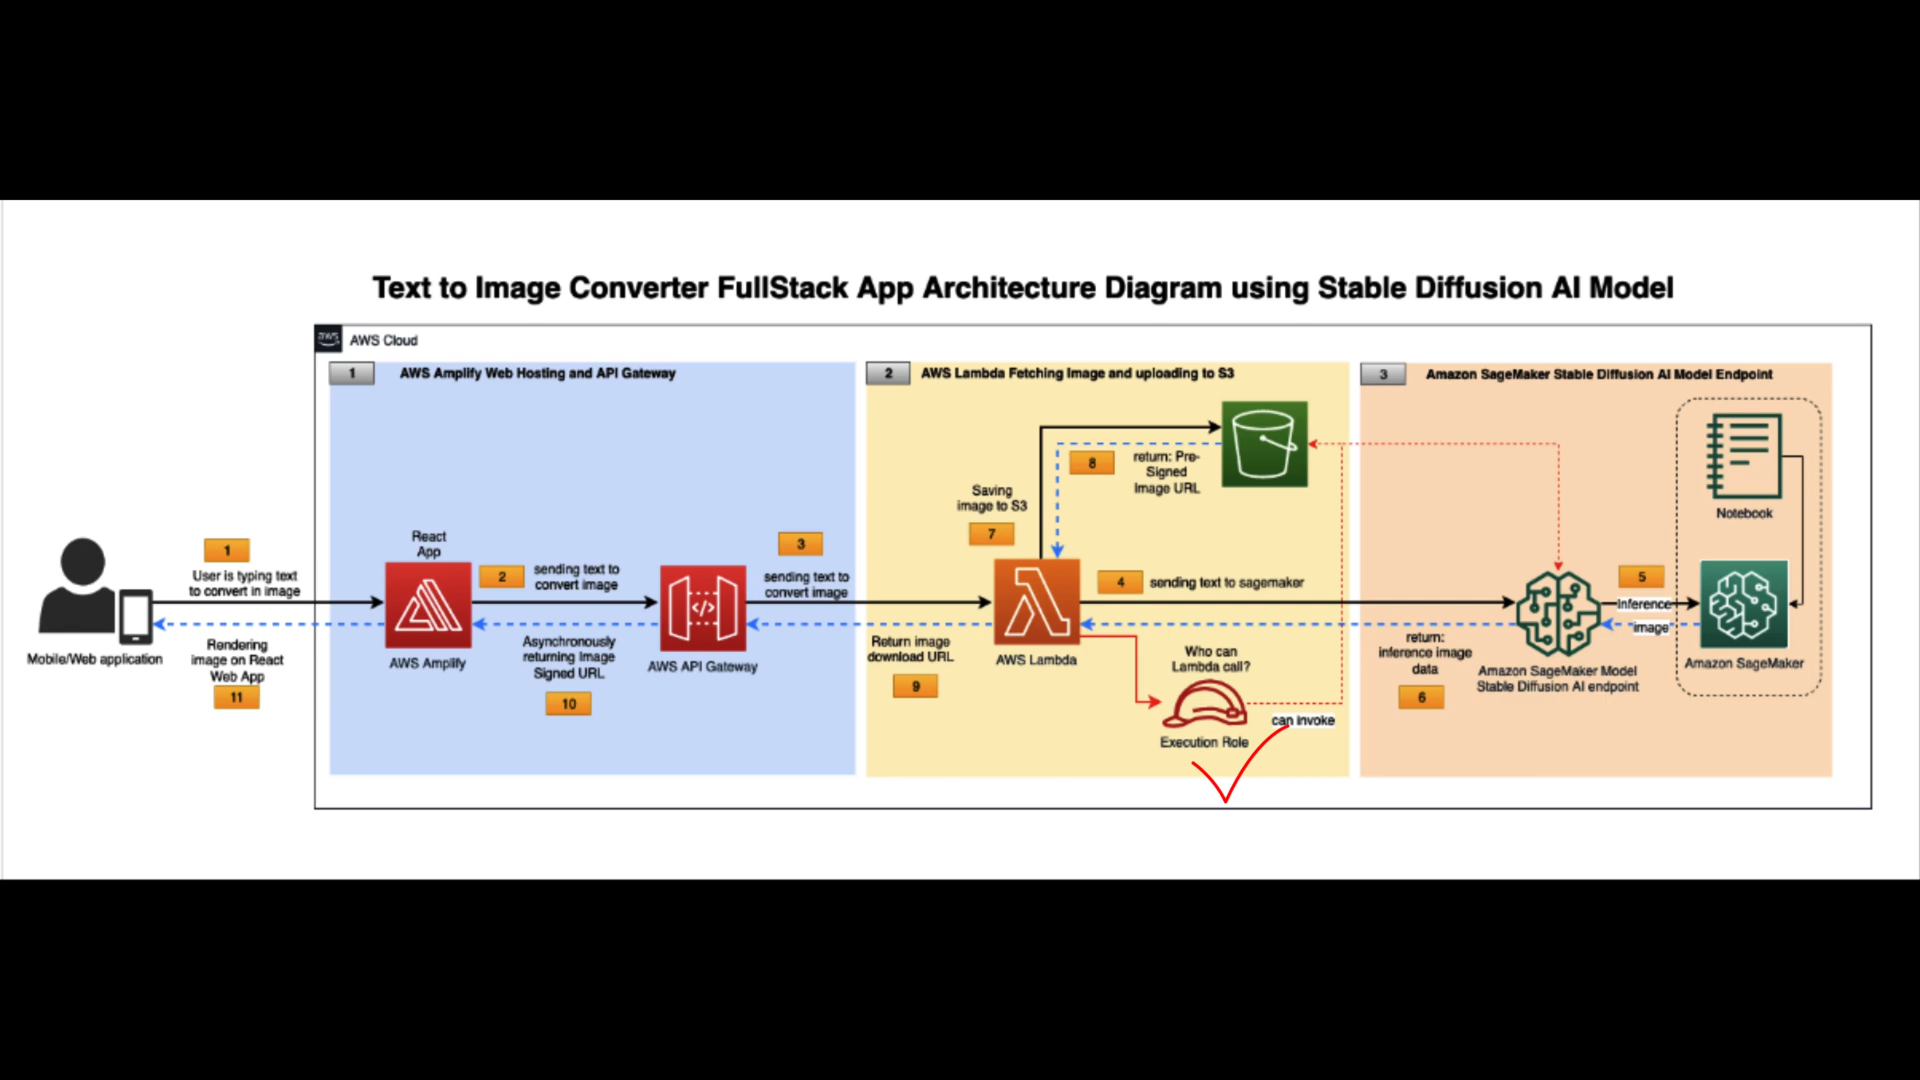 Text to Image Converter FullStack App Architecture Diagram using Stable Diffusion AI Model
aws
AWS Cloud
1
AWS Amplify Web Hosting and API Gateway
2
AWS Lambda Fetching Image and uploading to S3
3
Amazon SageMaker Stable Diffusion AI Model Endpoint
Mobile/Web application
1
User is typing text
to convert in image
Rendering
image on React
Web App
11
React
App
AWS Amplify
2
sending text to
convert image
Asynchronously
returning Image
Signed URL
10
AWS API Gateway
3
sending text to
convert image
Return image
download URL
9
Saving
image to S3
7
8
return: Pre-
Signed
Image URL
AWS Lambda
4
sending text to sagemaker
Who can
Lambda call?
Execution Role
can invoke
return:
inference image
data
6
Amazon SageMaker Model
Stable Diffusion AI endpoint
5
Inference
image
Notebook
Amazon SageMaker